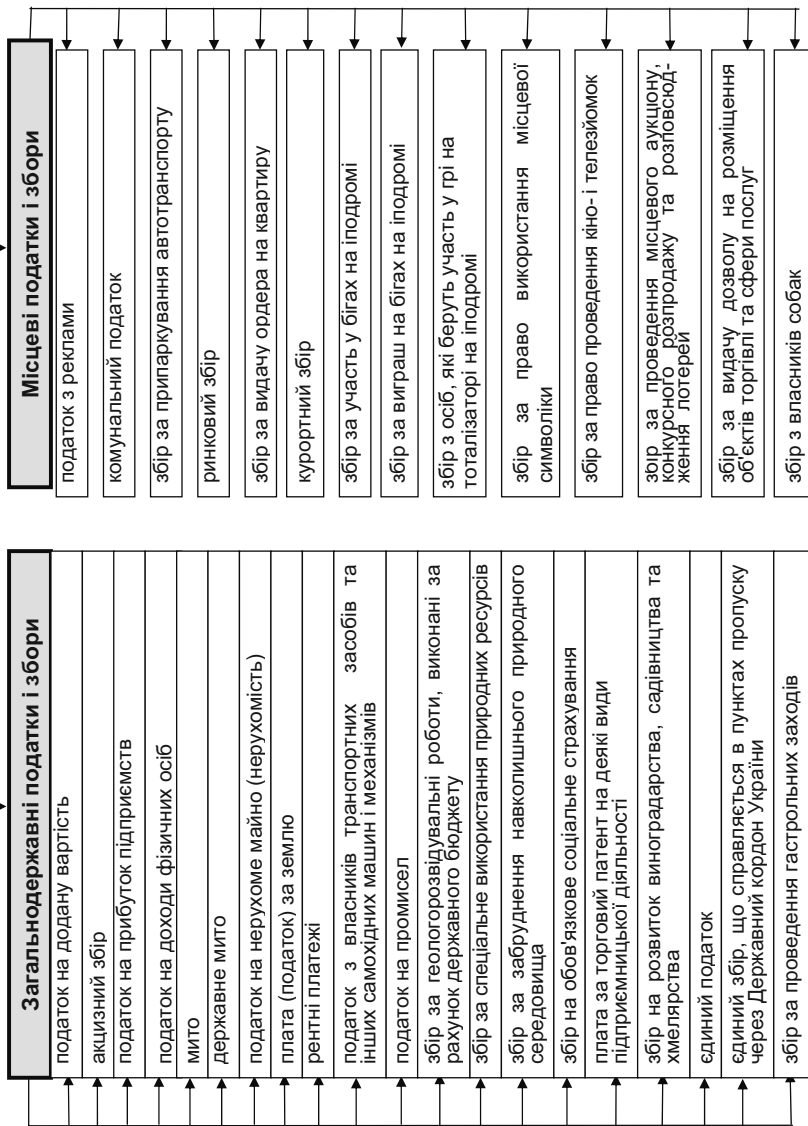 Загальнодержавні податки і збори
податок на додану вартість
акцизний збір
податок на прибуток підприємств
податок на доходи фізичних осіб
мито
державне мито
податок на нерухоме майно (нерухомість)
плата (податок) за землю
рентні платежі
податок з власників транспортних засобів та
інших самохідних машин і механізмів
податок на промисел
збір за геологорозвідувальні роботи, виконані за
рахунок державного бюджету
збір за спеціальне використання природних ресурсів
збір за забруднення навколишнього природного
середовища
збір на обов'язкове соціальне страхування
плата за торговий патент на деякі види
підприємницької діяльності
збір на розвиток виноградарства, садівництва та
хмелярства
єдиний податок
єдиний збір, що справляється в пунктах пропуску
через Державний кордон України
збір за проведення гастрольних заходів
Місцеві податки і збори
податок з реклами
комунальний податок
збір за припаркування автотранспорту
ринковий збір
збір за видачу ордера на квартиру
курортний збір
збір за участь у бігах на іподромі
збір за виграш на бігах на іподромі
збір з осіб, які беруть участь у грі на
тоталізаторі на іподромі
збір за право використання місцевої
символіки
збір за право проведення кіно- і телезйомок
збір за проведення місцевого аукціону,
конкурсного розпродажу та розповсюд-
ження лотерей
збір за видачу дозволу на розміщення
об'єктів торгівлі та сфери послуг
збір з власників собак